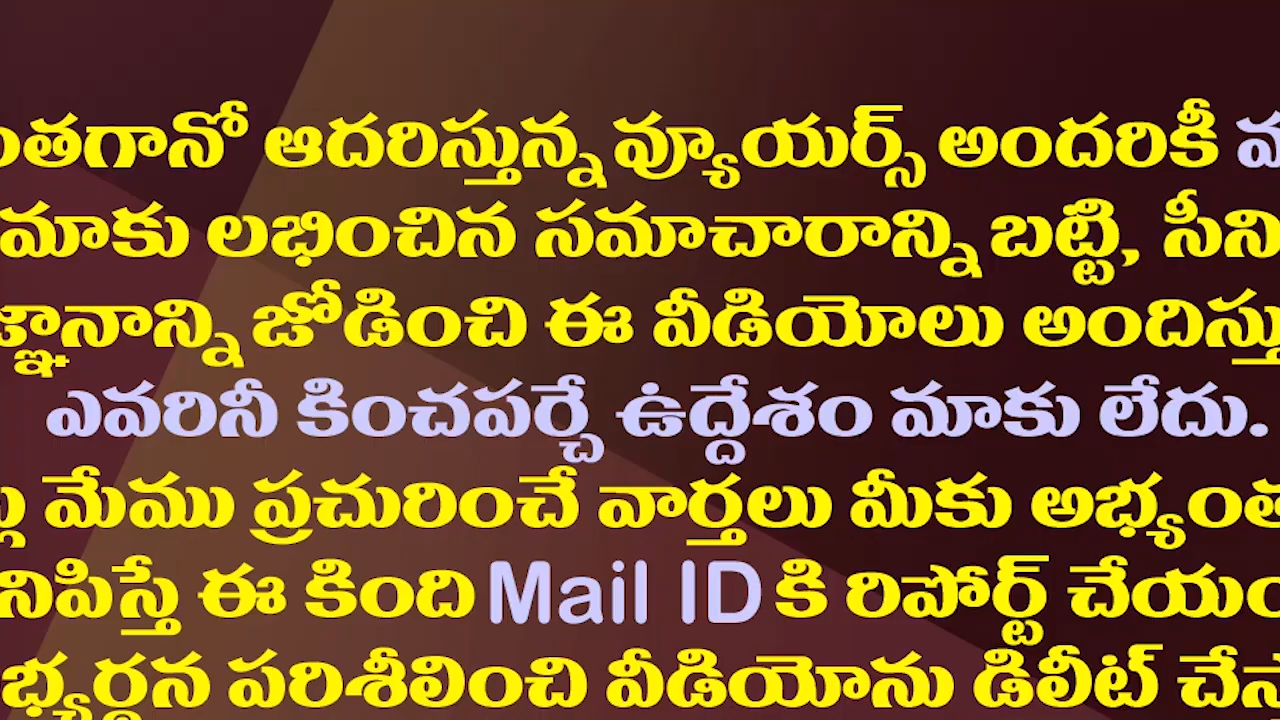 ంతగానో ఆదరిస్తున్న వ్యూయర్స్ అందరికీ
మాకు లభించిన సమాచారాన్ని బట్టి, సీని
జ్ఞానాన్ని జోడించి ఈ వీడియోలు అందిస్తు
ఎవరినీ కించపర్చే ఉద్దేశం మాకు లేదు.
మేము ప్రచురించే వార్తలు మీకు అభ్యంత
నిపిస్తే ఈ కింది Mail ID కి రిపోర్ట్ చేయం
భ్యర్థన పరిశీలించి వీడియోను డిలీట్ చేస